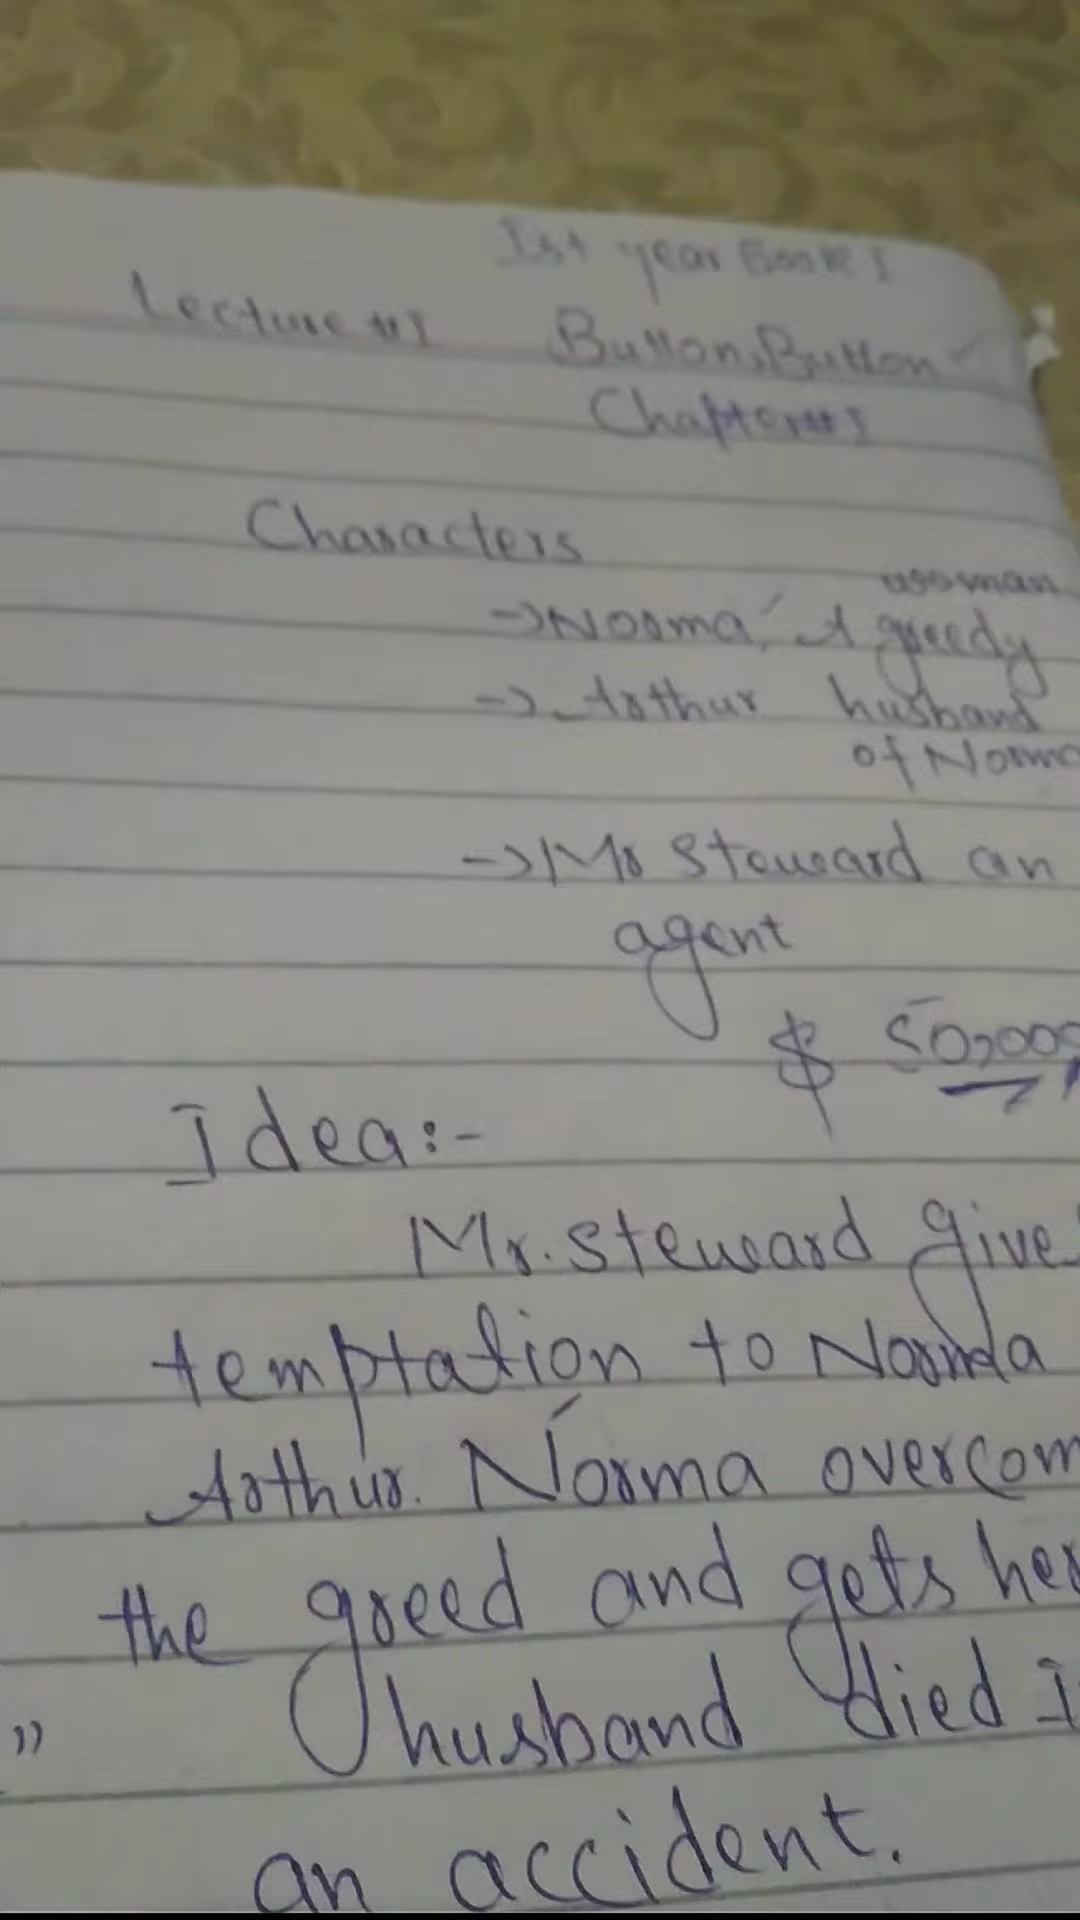 Ist year Book I
Lecture #1 Button, Button
Chapter#1
Characters
woman
→Norma, A greedy
→ Arthur husband
of Norma
→Mr steward an
agent
$ 50,000
Idea:-
Mr. steward give
temptation to Normda
Arthur. Norma overcom
the greed and gets her
" husband died I
an accident.